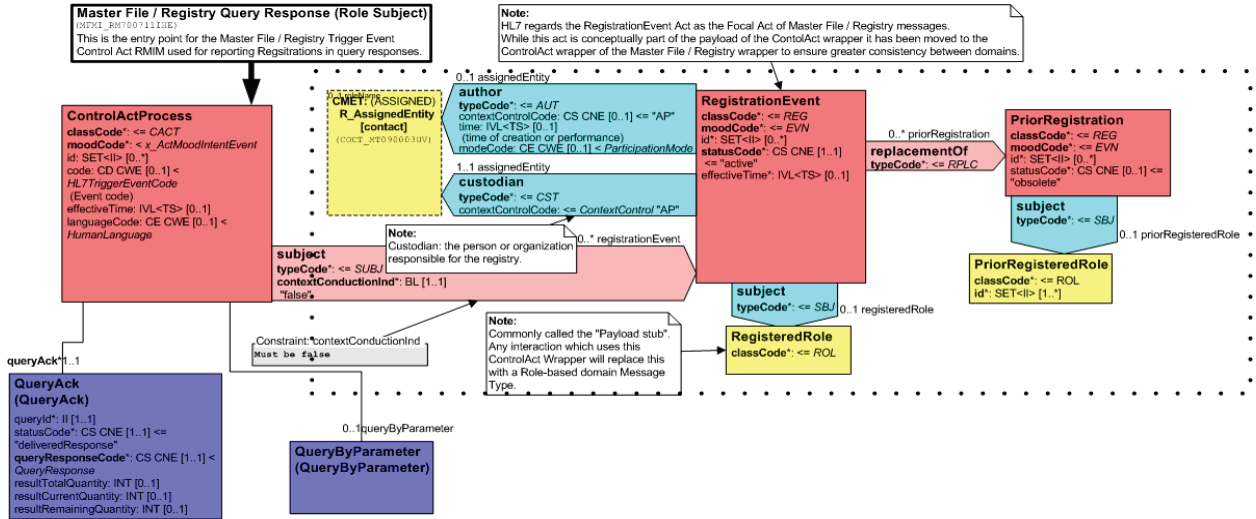 Master File / Registry Query Response (Role Subject)
(MFMI_RM700711IHE)
This is the entry point for the Master File / Registry Trigger Event
Control Act RMIM used for reporting Regsitrations in query responses.
Note:
HL7 regards the RegistrationEvent Act as the Focal Act of Master File / Registry messages.
While this act is conceptually part of the payload of the ContolAct wrapper it has been moved to the
ControlAct wrapper of the Master File / Registry wrapper to ensure greater consistency between domains.
ControlActProcess
classCode*: <= CACT
moodCode*: < x_ActMoodIntentEvent
id: SET<II> [0..*]
code: CD CWE [0..1] <
HL7TriggerEventCode
(Event code)
effectiveTime: IVL<TS> [0..1]
languageCode: CE CWE [0..1] <
HumanLanguage
0..1 roleName
CMET: (ASSIGNED)
R_AssignedEntity
[contact]
(COCT_MT090003UV)
0..1 assignedEntity
author
typeCode*: <= AUT
contextControlCode: CS CNE [0..1] <= "AP"
time: IVL<TS> [0..1]
(time of creation or performance)
modeCode: CE CWE [0..1] < ParticipationMode
1..1 assignedEntity
custodian
typeCode*: <= CST
contextControlCode: <= ContextControl "AP"
Note:
Custodian: the person or organization
responsible for the registry.
RegistrationEvent
classCode*: <= REG
moodCode*: <= EVN
id*: SET<II> [0..*]
statusCode*: CS CNE [1..1]
<= "active"
effectiveTime*: IVL<TS> [0..1]
0..* priorRegistration
replacementOf
typeCode*: <= RPLC
PriorRegistration
classCode*: <= REG
moodCode*: <= EVN
id*: SET<II> [0..*]
statusCode*: CS CNE [0..1] <=
"obsolete"
subject
typeCode*: <= SBJ
0..1 priorRegisteredRole
PriorRegisteredRole
classCode*: <= ROL
id*: SET<II> [1..*]
0..* registrationEvent
subject
typeCode*: <= SUBJ
contextConductionInd*: BL [1..1]
"false"
subject
typeCode*: <= SBJ
0..1 registeredRole
RegisteredRole
classCode*: <= ROL
Note:
Commonly called the "Payload stub".
Any interaction which uses this
ControlAct Wrapper will replace this
with a Role-based domain Message
Type.
Constraint: contextConductionInd
Must be false
queryAck*1..1
QueryAck
(QueryAck)
queryId*: II [1..1]
statusCode*: CS CNE [1..1] <=
"deliveredResponse"
queryResponseCode*: CS CNE [1..1] <
QueryResponse
resultTotalQuantity: INT [0..1]
resultCurrentQuantity: INT [0..1]
resultRemainingQuantity: INT [0..1]
0..1queryByParameter
QueryByParameter
(QueryByParameter)